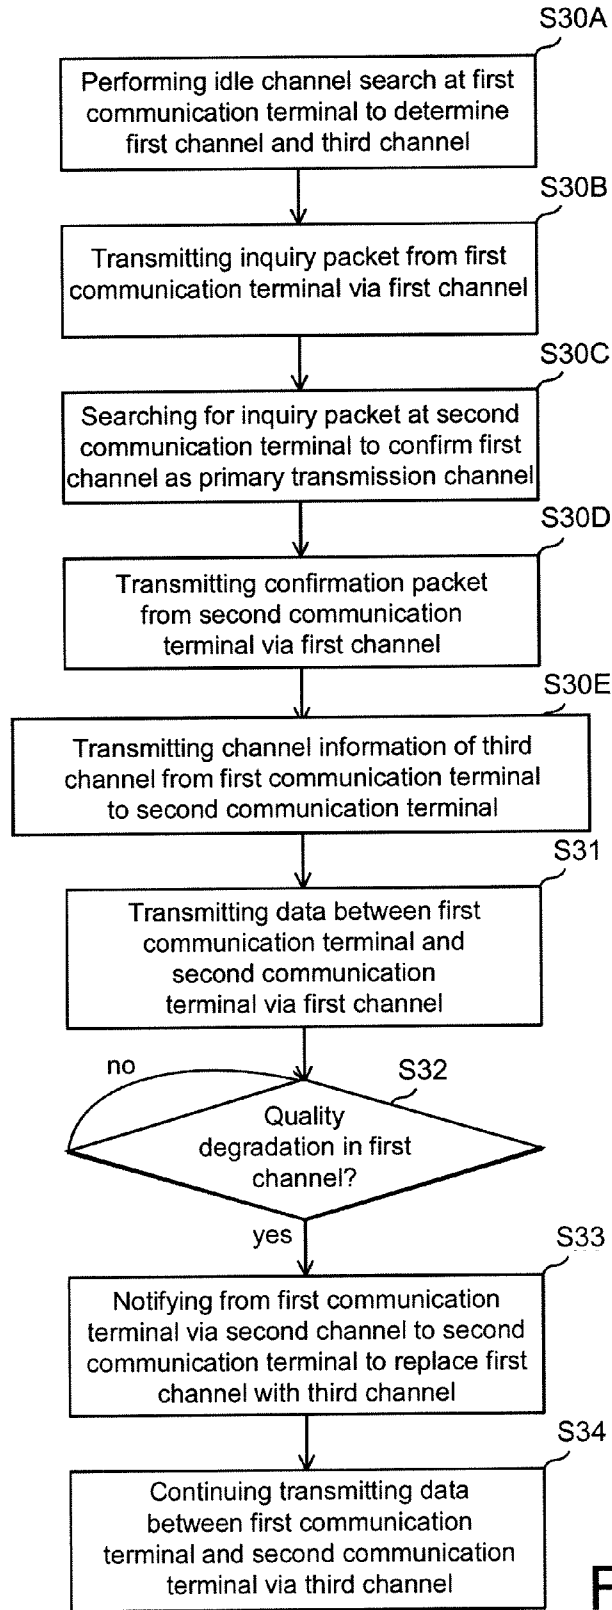 S30A
Performing idle channel search at first
communication terminal to determine
first channel and third channel
S30B
Transmitting inquiry packet from first
communication terminal via first channel
S30C
Searching for inquiry packet at second
communication terminal to confirm first
channel as primary transmission channel
S30D
Transmitting confirmation packet
from second communication
terminal via first channel
S30E
Transmitting channel information of third
channel from first communication terminal
to second communication terminal
S31
Transmitting data between first
communication terminal and
second communication
terminal via first channel
no
S32
Quality
degradation in first
channel?
yes
S33
Notifying from first communication
terminal via second channel to second
communication terminal to replace first
channel with third channel
S34
Continuing transmitting data
between first communication
terminal and second communication
terminal via third channel